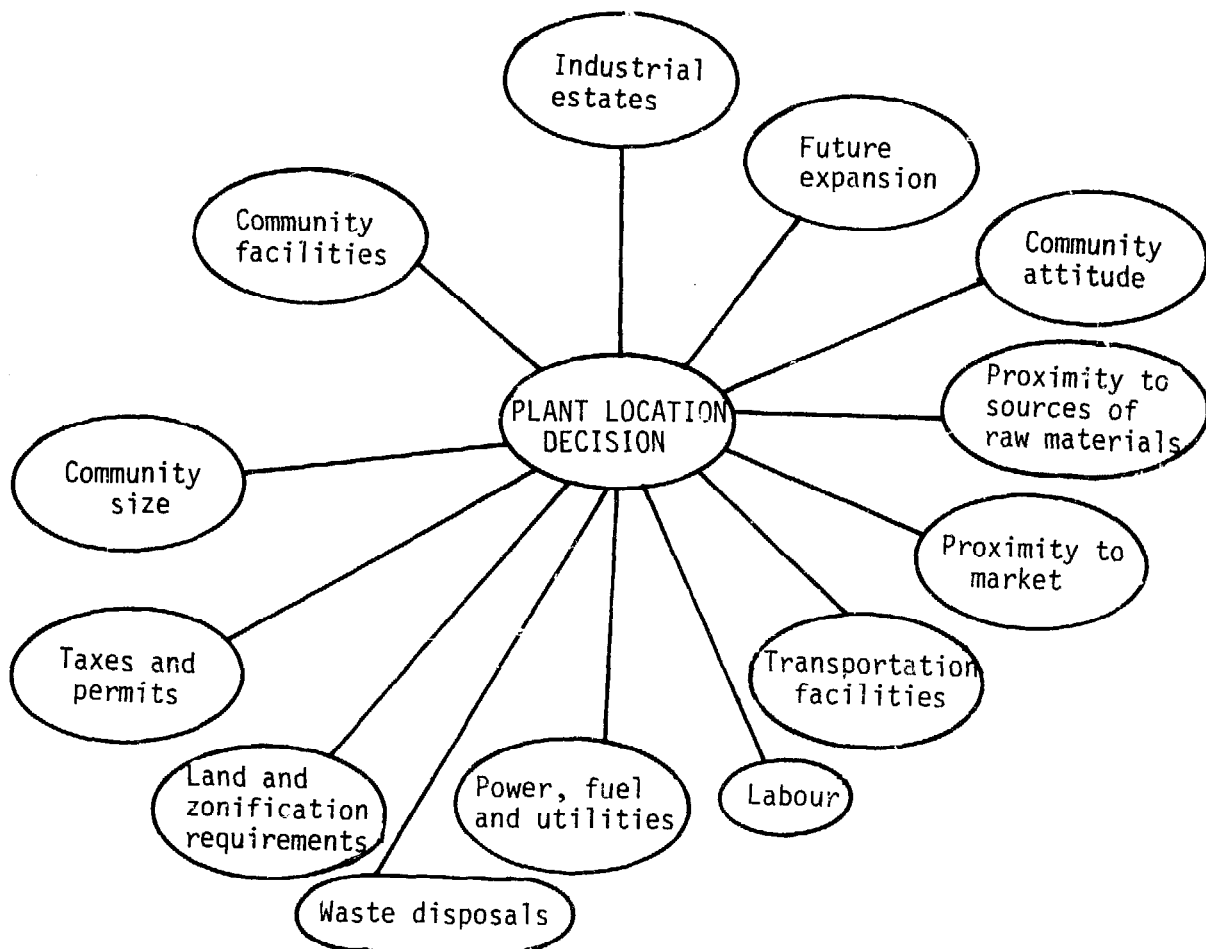 Industrial
estates
Future
expansion
Community
facilities
Community
attitude
Proximity to
sources of
raw materials
PLANT LOCATION
DECISION
Community
size
Proximity to
market
Taxes and
permits
Transportation
facilities
Land and
zonification
requirements
Power, fuel
and utilities
Labour
Waste disposals